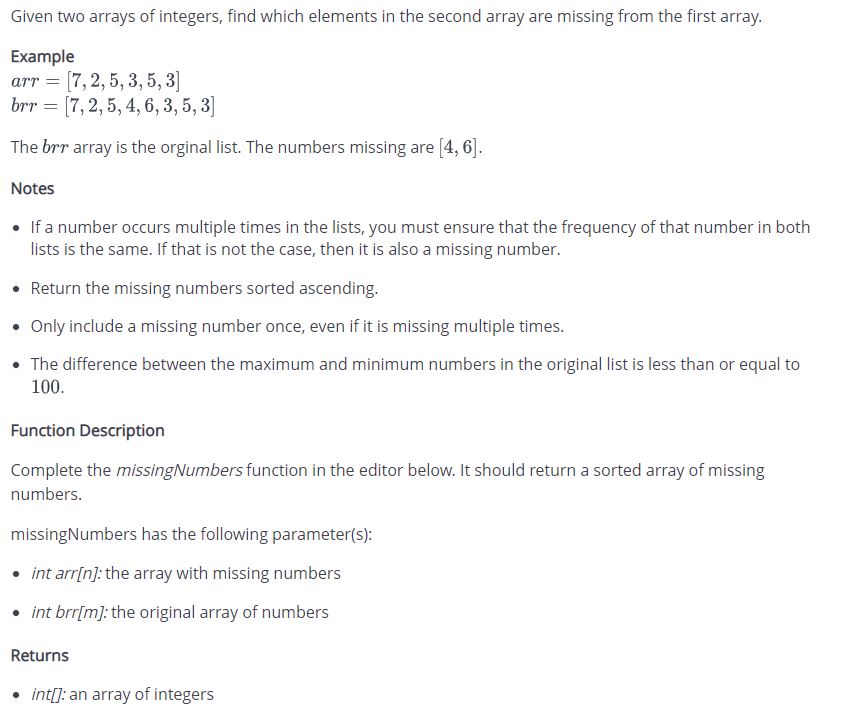 Given two arrays of integers, find which elements in the second array are missing from the first array.
Example
arr = [7, 2, 5, 3, 5, 3]
brr = [7, 2, 5, 4, 6, 3, 5, 3]
The brr array is the orginal list. The numbers missing are [4, 6].
Notes
• If a number occurs multiple times in the lists, you must ensure that the frequency of that number in both
lists is the same. If that is not the case, then it is also a missing number.
• Return the missing numbers sorted ascending.
• Only include a missing number once, even if it is missing multiple times.
• The difference between the maximum and minimum numbers in the original list is less than or equal to
100.
Function Description
Complete the missingNumbers function in the editor below. It should return a sorted array of missing
numbers.
missingNumbers has the following parameter(s):
• int arr[n]: the array with missing numbers
• int brr[m]: the original array of numbers
Returns
• int[]: an array of integers